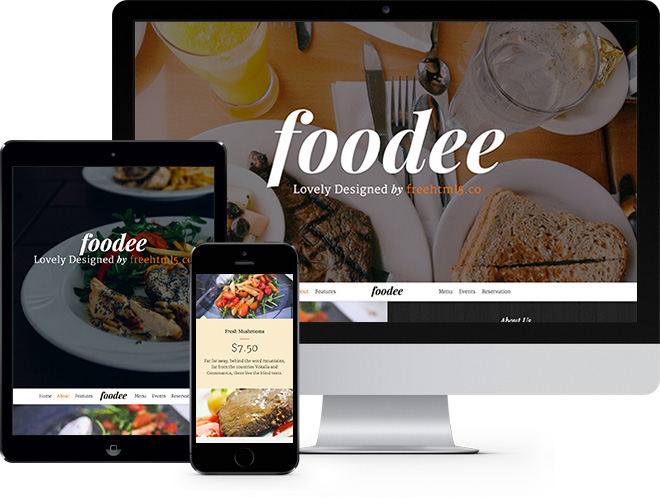 foodee
Lovely Designed by freehtml5.co
About Features foodee Menu Events Reservation
About Us
foodee
Lovely Designed by freehtml5.co
Home About Features foodee Menu Events Reservation
Fresh Mushrooms
$7.50
Far far away, behind the word mountains,
far from the countries Vokalia and
Consonantia, there live the blind texts.